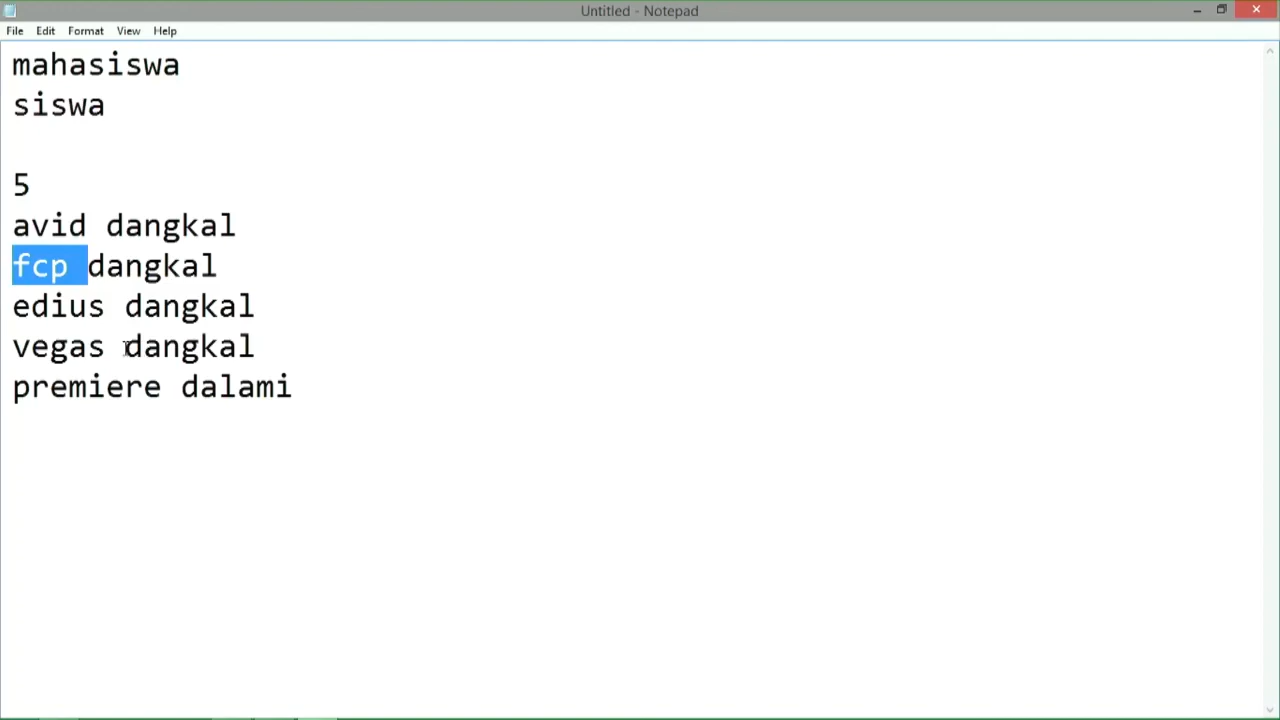 Untitled - Notepad
File Edit Format View Help
mahasiswa
siswa
5
avid dangkal
fcp dangkal
edius dangkal
vegas dangkal
premiere dalami